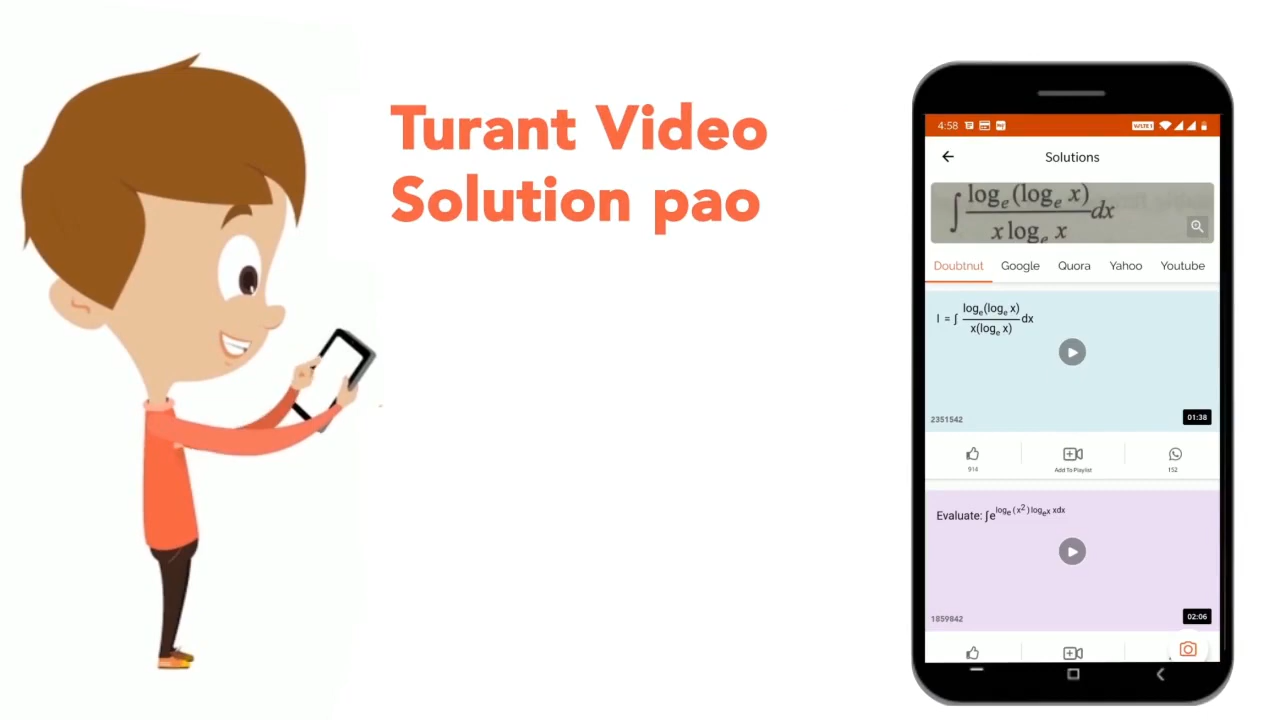 Turant Video
Solution pao
4:58
VoLTE1
Solutions
∫ logₑ(logₑ x) / x logₑ x dx
Doubtnut Google Quora Yahoo Youtube
I = ∫ logₑ(logₑ x) / x(logₑ x) dx
2351542 01:38
914 Add To Playlist 152
Evaluate: ∫e^logₑ(x²)logₑx xdx
1859842 02:06